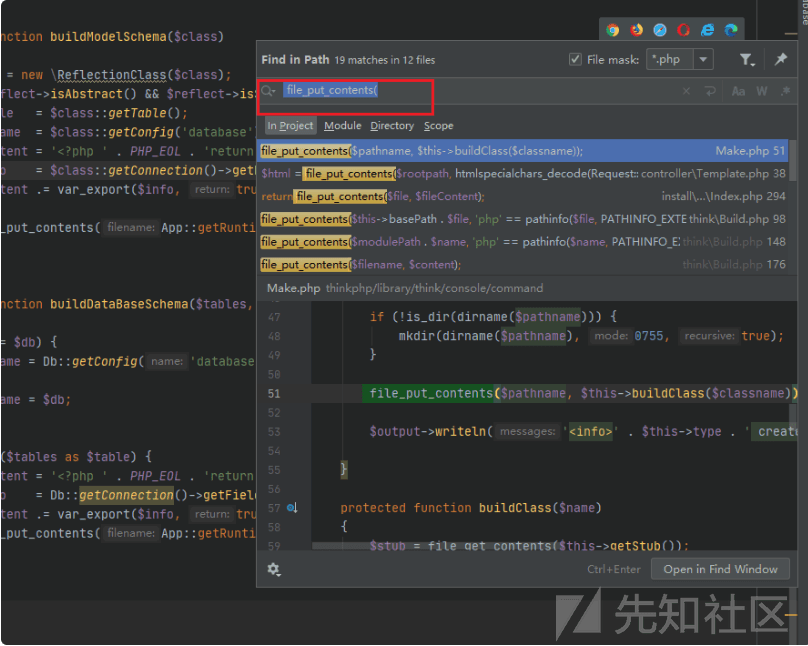 nction buildModelSchema($class)
= new \ReflectionClass($class);
flect->isAbstract() && $reflect->is
le = $class::getTable();
ame = $class::getConfig('database'
tent = '<?php ' . PHP_EOL . 'return
= $class::getConnection()->get
tent .= var_export($info, return: tru
_put_contents( filename: App::getRunti
nction buildDataBaseSchema($tables,
= $db) {
ame = Db::getConfig( name: 'database
ame = $db;
($tables as $table) {
tent = '<?php ' . PHP_EOL . 'return
o = Db::getConnection()->getFiel
tent .= var_export($info, return: tru
_put_contents( filename: App::getRunti
Find in Path 19 matches in 12 files
File mask: *.php
file_put_contents(
Aa W .*
In Project Module Directory Scope
file_put_contents($pathname, $this->buildClass($classname)); Make.php 51
$html = file_put_contents($rootpath, htmlspecialchars_decode(Request:: controller\Template.php 38
return file_put_contents($file, $fileContent); install\...\Index.php 294
file_put_contents($this->basePath . $file, 'php' == pathinfo($file, PATHINFO_EXTE think\Build.php 98
file_put_contents($modulePath . $name, 'php' == pathinfo($name, PATHINFO_E think\Build.php 148
file_put_contents($filename, $content); think\Build.php 176
Make.php thinkphp/library/think/console/command
47 if (!is_dir(dirname($pathname))) {
48 mkdir(dirname($pathname), mode: 0755, recursive: true);
49 }
50
51 file_put_contents($pathname, $this->buildClass($classname))
52
53 $output->writeln( messages: '<info>' . $this->type . ' creat
54
55 }
56
57 protected function buildClass($name)
58 {
59 $stub = file_get_contents($this->getStub());
Ctrl+Enter Open in Find Window
先知社区